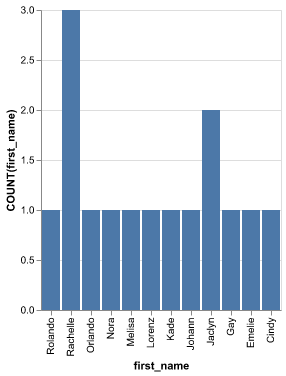 COUNT(first_name)
3.0
2.5
2.0
1.5
1.0
0.5
0.0
Rolando
Rachelle
Orlando
Nora
Melisa
Lorenz
Kade
Johann
Jaclyn
Gay
Emelie
Cindy
first_name